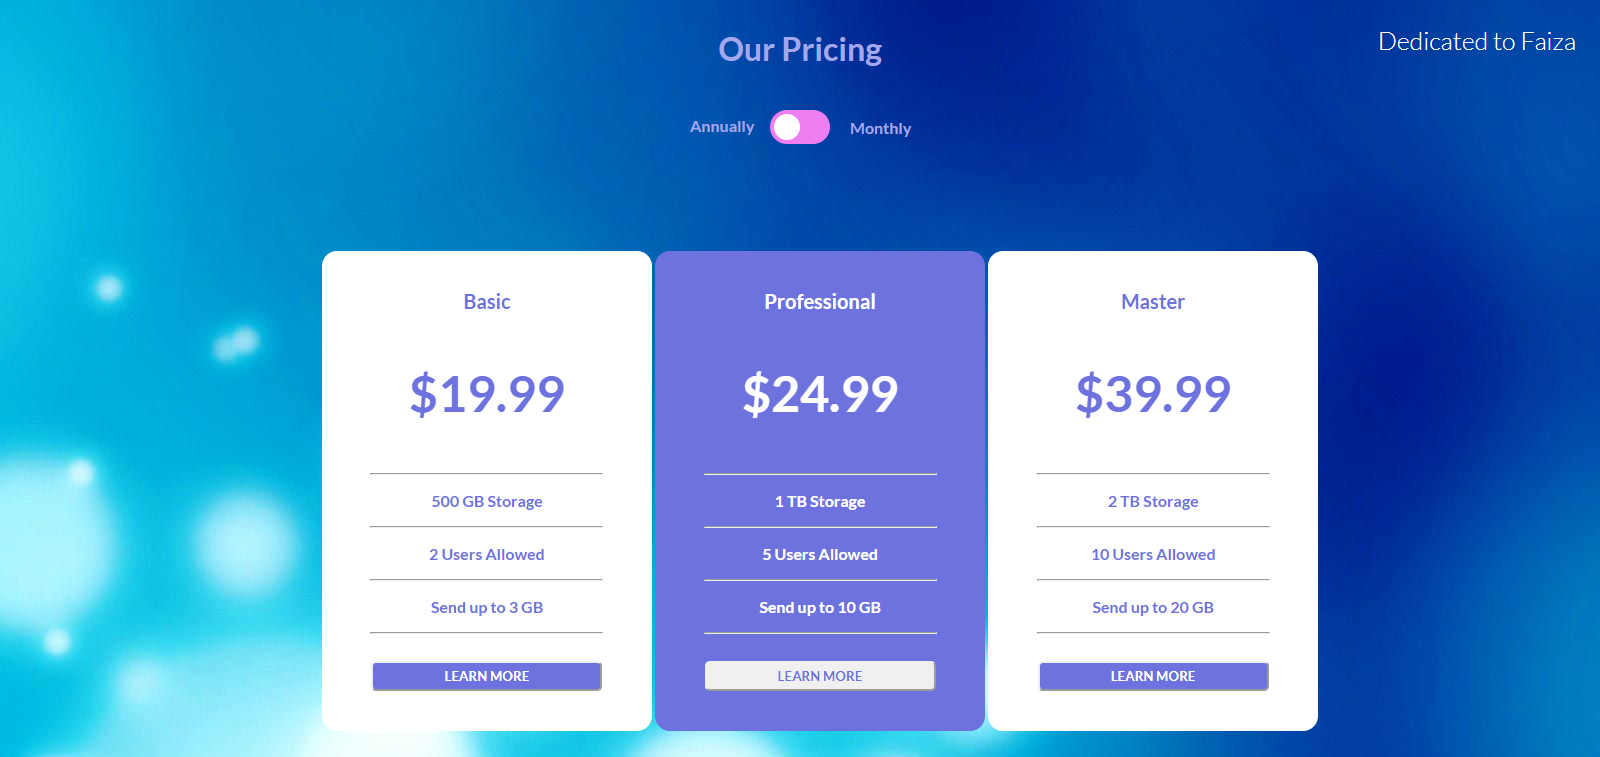 Our Pricing
Dedicated to Faiza
Annually
Monthly
Basic
$19.99
500 GB Storage
2 Users Allowed
Send up to 3 GB
LEARN MORE
Professional
$24.99
1 TB Storage
5 Users Allowed
Send up to 10 GB
LEARN MORE
Master
$39.99
2 TB Storage
10 Users Allowed
Send up to 20 GB
LEARN MORE